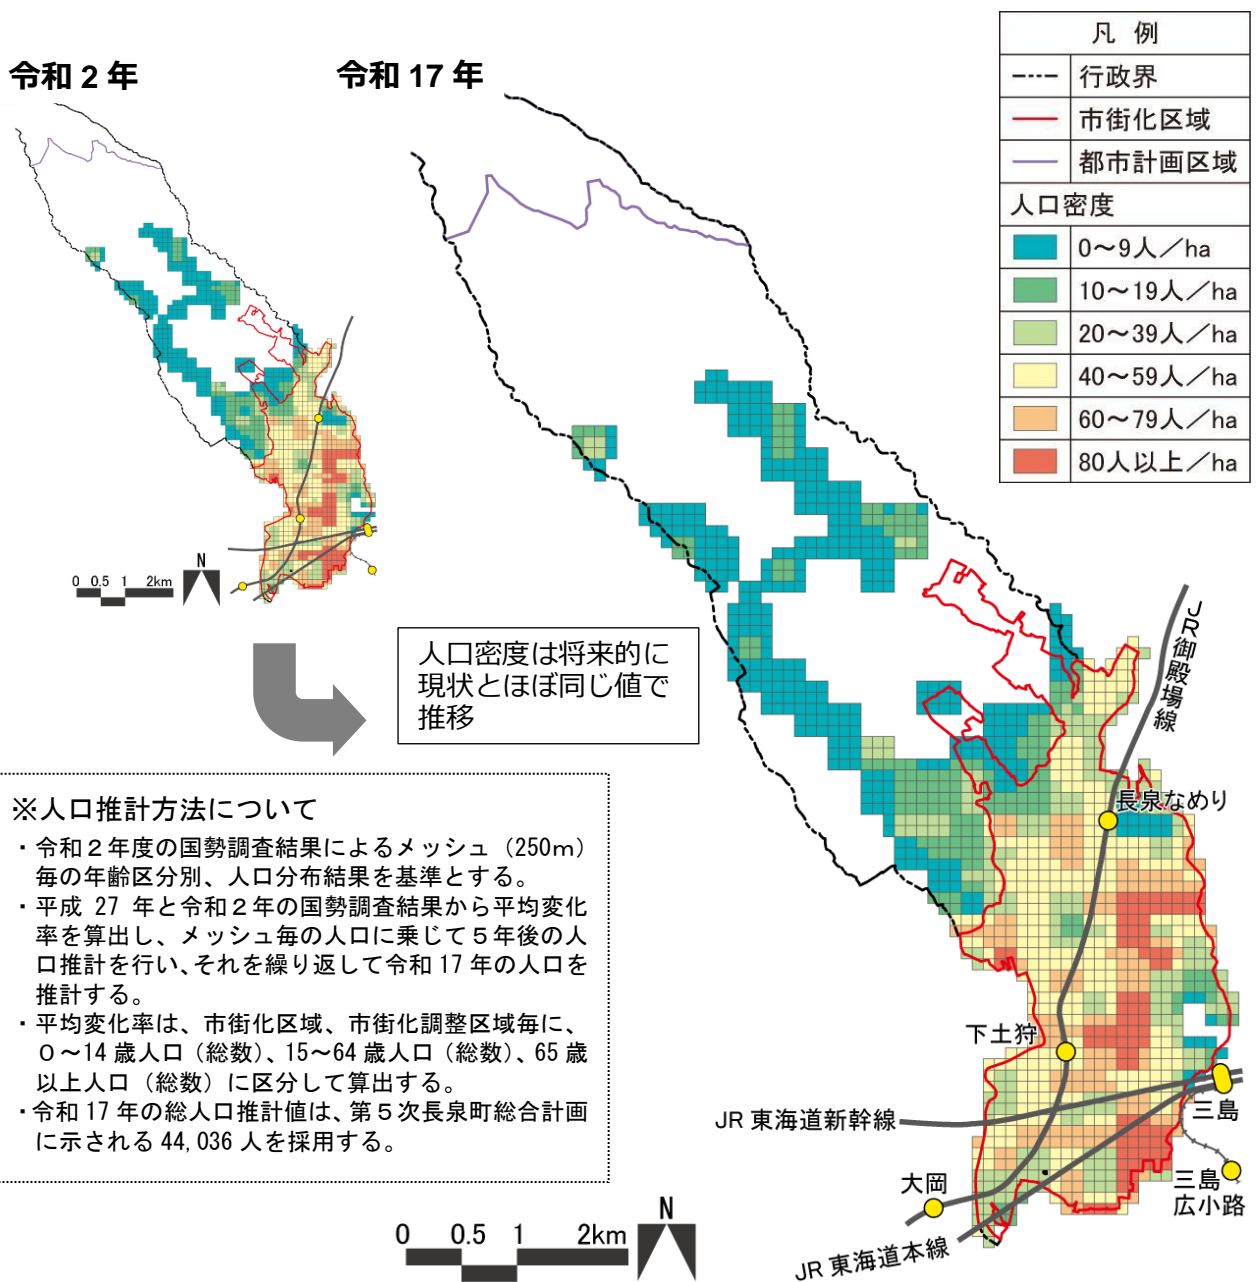 令和２年
令和 17 年
凡 例
行政界
市街化区域
都市計画区域
人口密度
0～9人／ha
10～19人／ha
20～39人／ha
40～59人／ha
60～79人／ha
80人以上／ha
N
0 0.5 1 2km
人口密度は将来的に
現状とほぼ同じ値で
推移
※人口推計方法について
・令和２年度の国勢調査結果によるメッシュ（250ｍ）
毎の年齢区分別、人口分布結果を基準とする。
・平成 27 年と令和２年の国勢調査結果から平均変化
率を算出し、メッシュ毎の人口に乗じて５年後の人
口推計を行い、それを繰り返して令和 17 年の人口を
推計する。
・平均変化率は、市街化区域、市街化調整区域毎に、
０～14 歳人口（総数）、15～64 歳人口（総数）、65 歳
以上人口（総数）に区分して算出する。
・令和 17 年の総人口推計値は、第５次長泉町総合計画
に示される 44,036 人を採用する。
JR御殿場線
長泉なめり
下土狩
JR 東海道新幹線
三島
大岡
三島
広小路
JR 東海道本線
N
0 0.5 1 2km